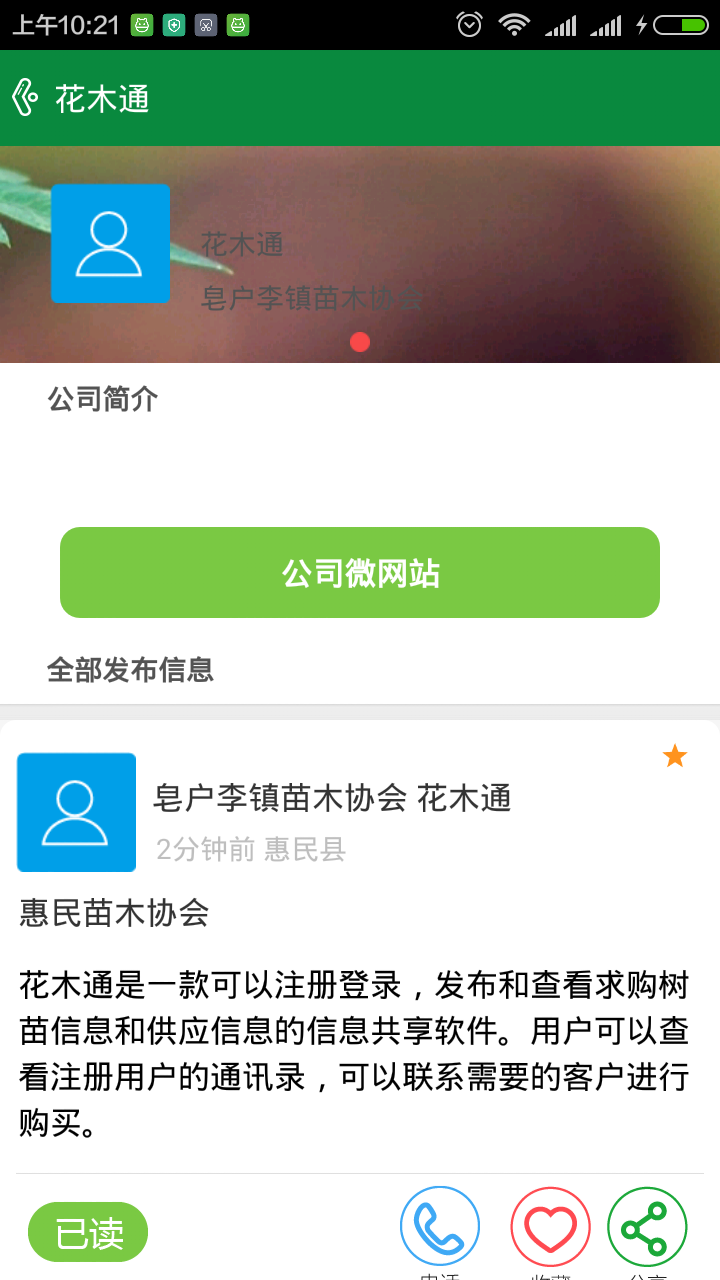 上午10:21
花木通
花木通
皂户李镇苗木协会
公司简介
公司微网站
全部发布信息
皂户李镇苗木协会 花木通
2分钟前 惠民县
惠民苗木协会
花木通是一款可以注册登录，发布和查看求购树
苗信息和供应信息的信息共享软件。用户可以查
看注册用户的通讯录，可以联系需要的客户进行
购买。
已读
电话 收藏 分享